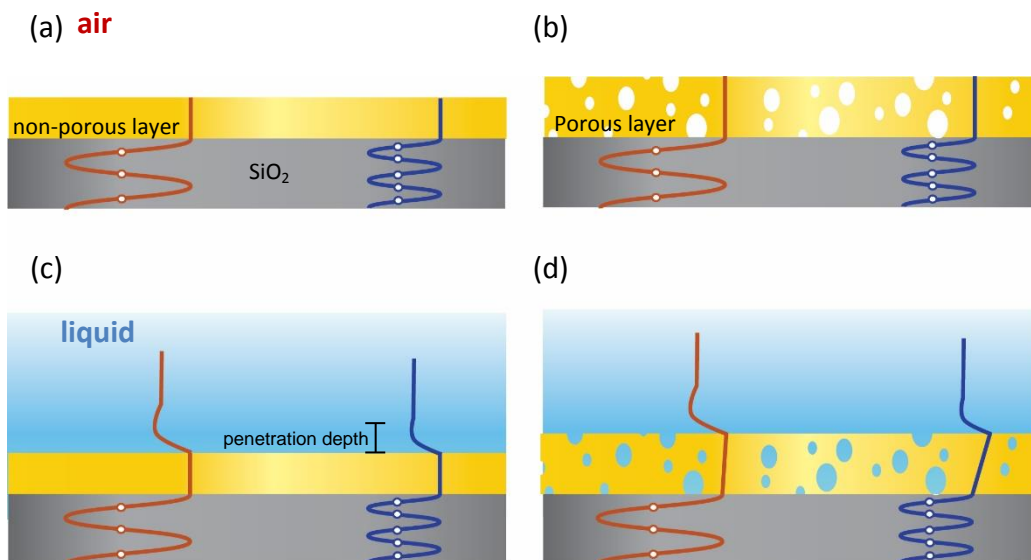 (a) air
non-porous layer
SiO₂
(b)
Porous layer
(c)
liquid
penetration depth
(d)